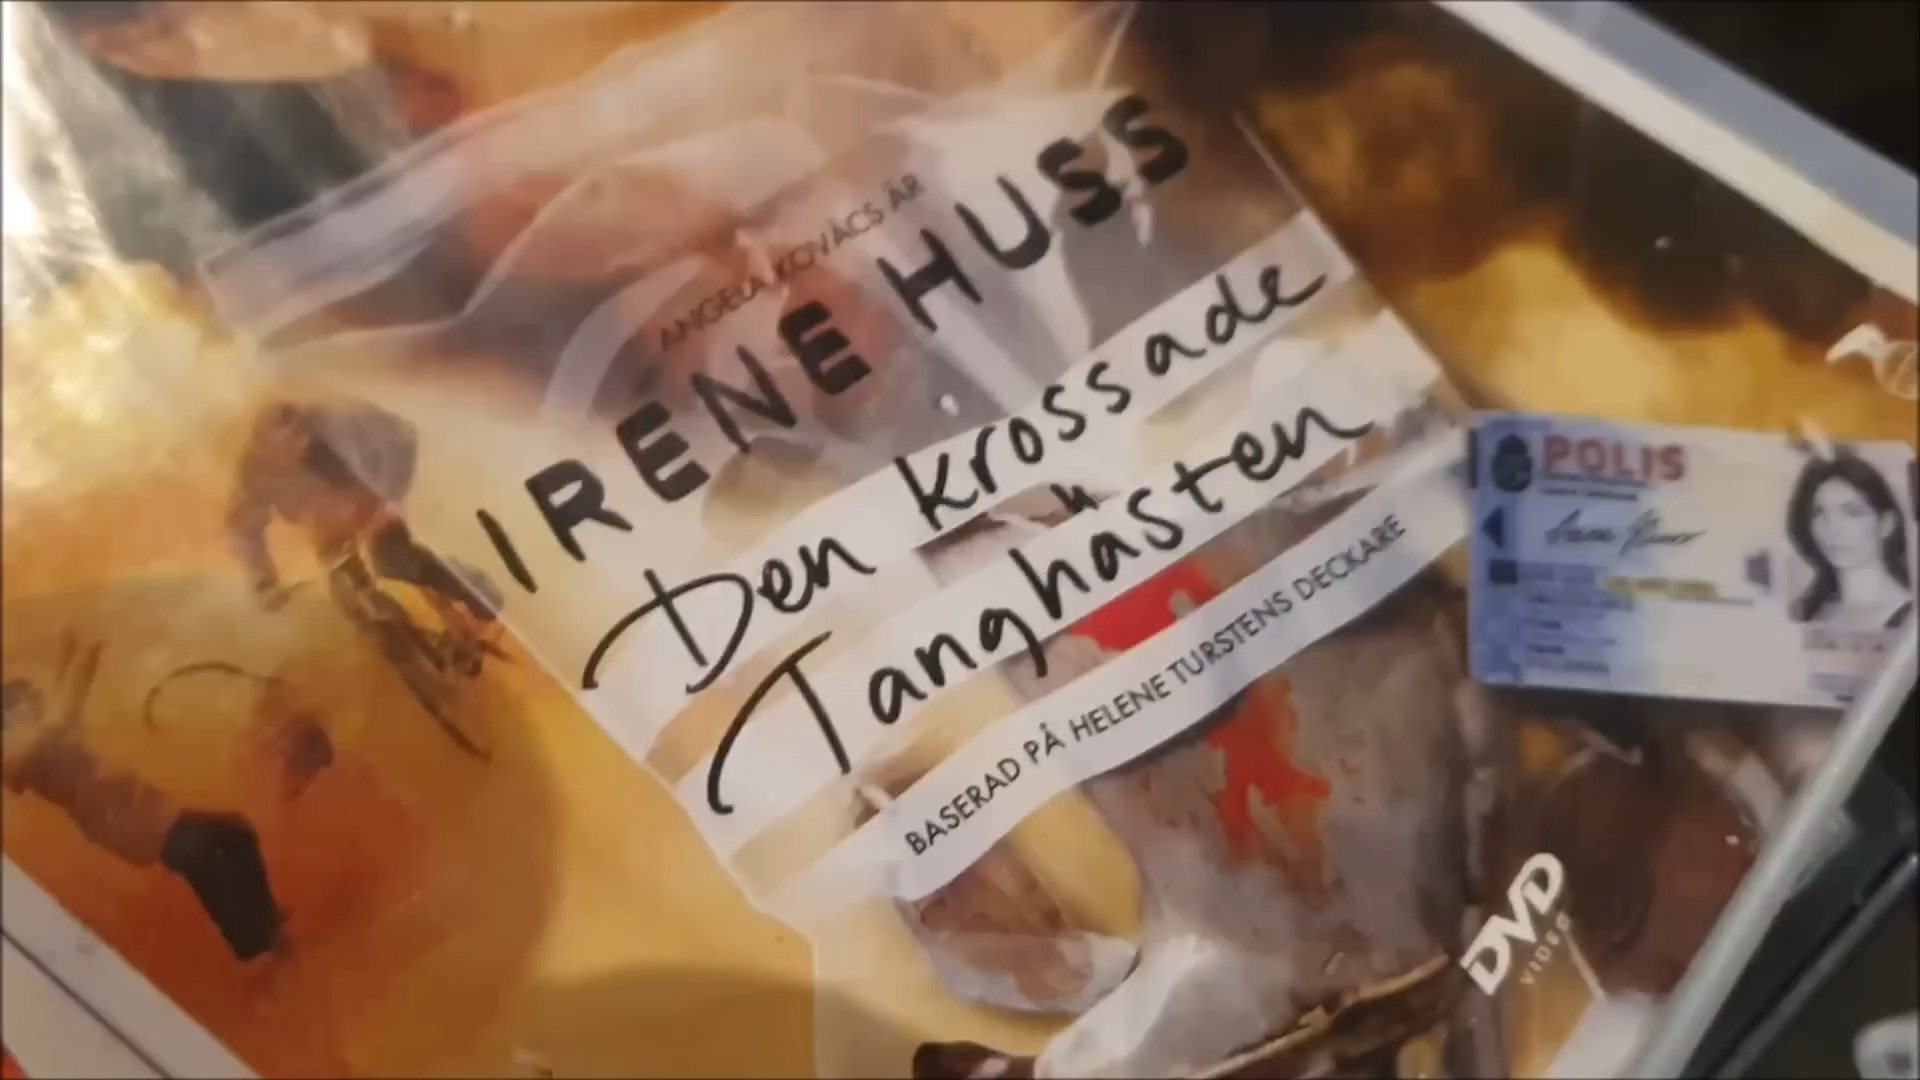 ANGELA KOVÁCS ÄR
IRENE HUSS
Den krossade
Tanghästen
BASERAD PÅ HELENE TURSTENS DECKARE
POLIS
DVD
VIDEO